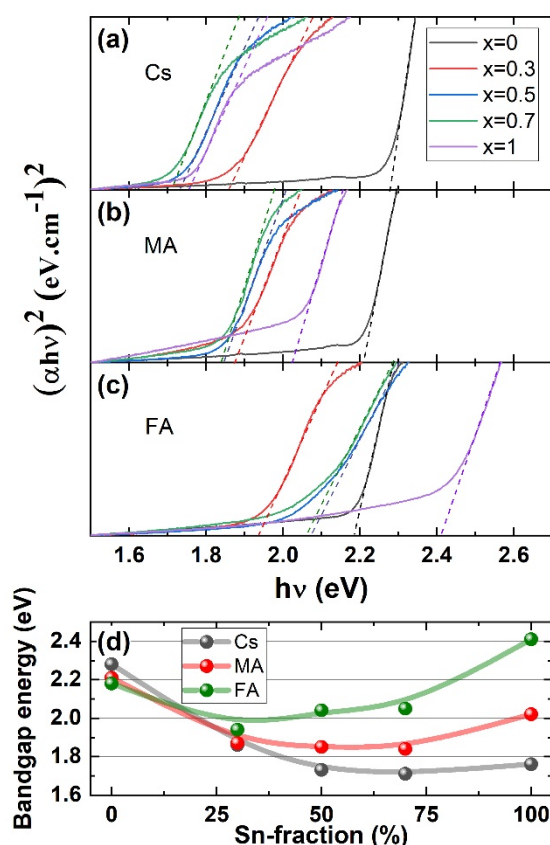 (a)
Cs
x=0
x=0.3
x=0.5
x=0.7
x=1
(b)
MA
(c)
FA
(αhυ)² (eV.cm⁻¹)²
1.6 1.8 2.0 2.2 2.4 2.6
hν (eV)
(d)
Cs
MA
FA
Bandgap energy (eV)
2.4
2.2
2.0
1.8
1.6
0 25 50 75 100
Sn-fraction (%)